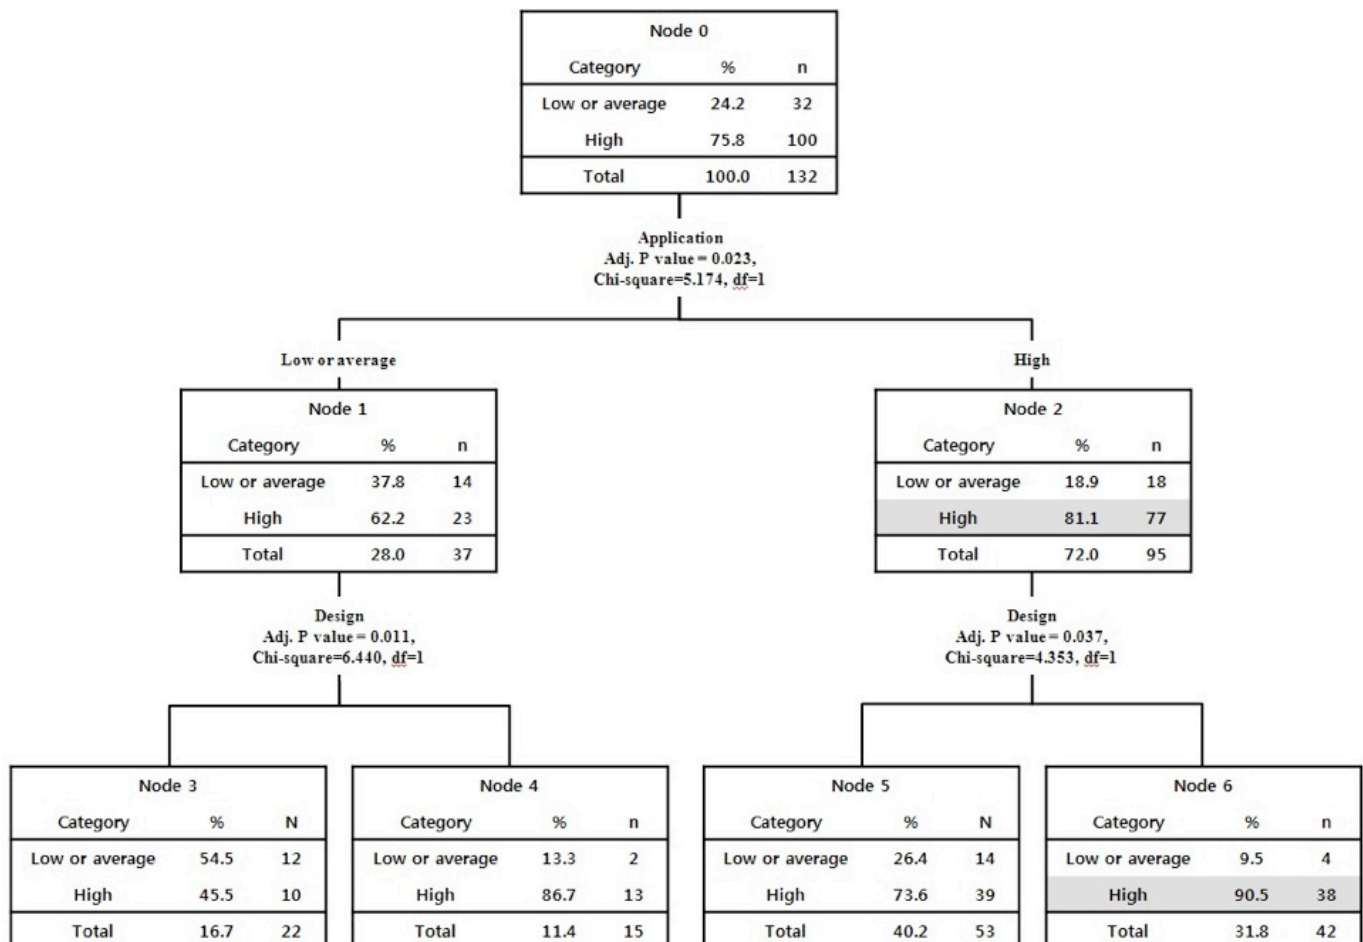 Node 0
Category % n
Low or average 24.2 32
High 75.8 100
Total 100.0 132
Application
Adj. P value = 0.023,
Chi-square=5.174, df=1
Low or average
High
Node 1
Category % n
Low or average 37.8 14
High 62.2 23
Total 28.0 37
Node 2
Category % n
Low or average 18.9 18
High 81.1 77
Total 72.0 95
Design
Adj. P value = 0.011,
Chi-square=6.440, df=1
Design
Adj. P value = 0.037,
Chi-square=4.353, df=1
Node 3
Category % N
Low or average 54.5 12
High 45.5 10
Total 16.7 22
Node 4
Category % n
Low or average 13.3 2
High 86.7 13
Total 11.4 15
Node 5
Category % N
Low or average 26.4 14
High 73.6 39
Total 40.2 53
Node 6
Category % n
Low or average 9.5 4
High 90.5 38
Total 31.8 42